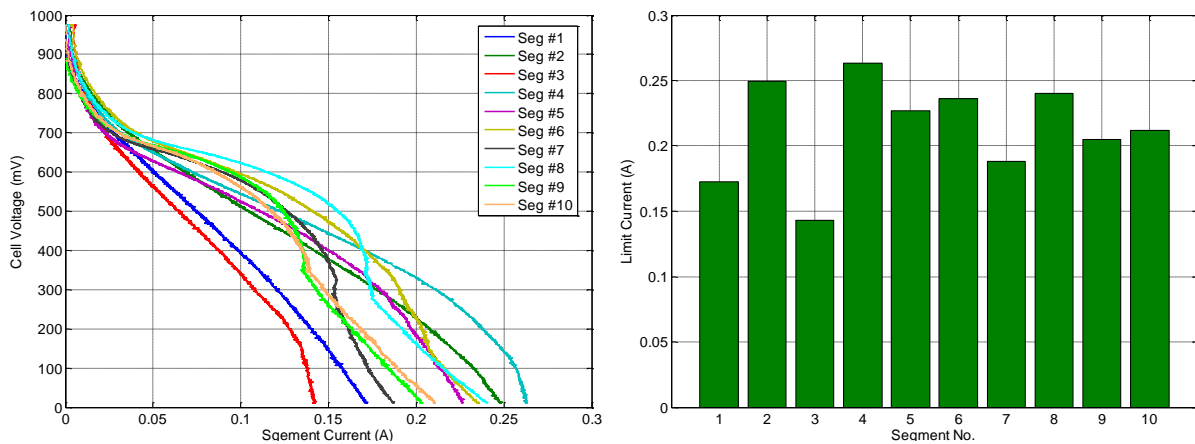 1000
900
800
700
600
500
400
300
200
100
0
Cell Voltage (mV)
0 0.05 0.1 0.15 0.2 0.25 0.3
Sgement Current (A)
Seg #1
Seg #2
Seg #3
Seg #4
Seg #5
Seg #6
Seg #7
Seg #8
Seg #9
Seg #10
0.3
0.25
0.2
0.15
0.1
0.05
0
Limit Current (A)
1 2 3 4 5 6 7 8 9 10
Segment No.